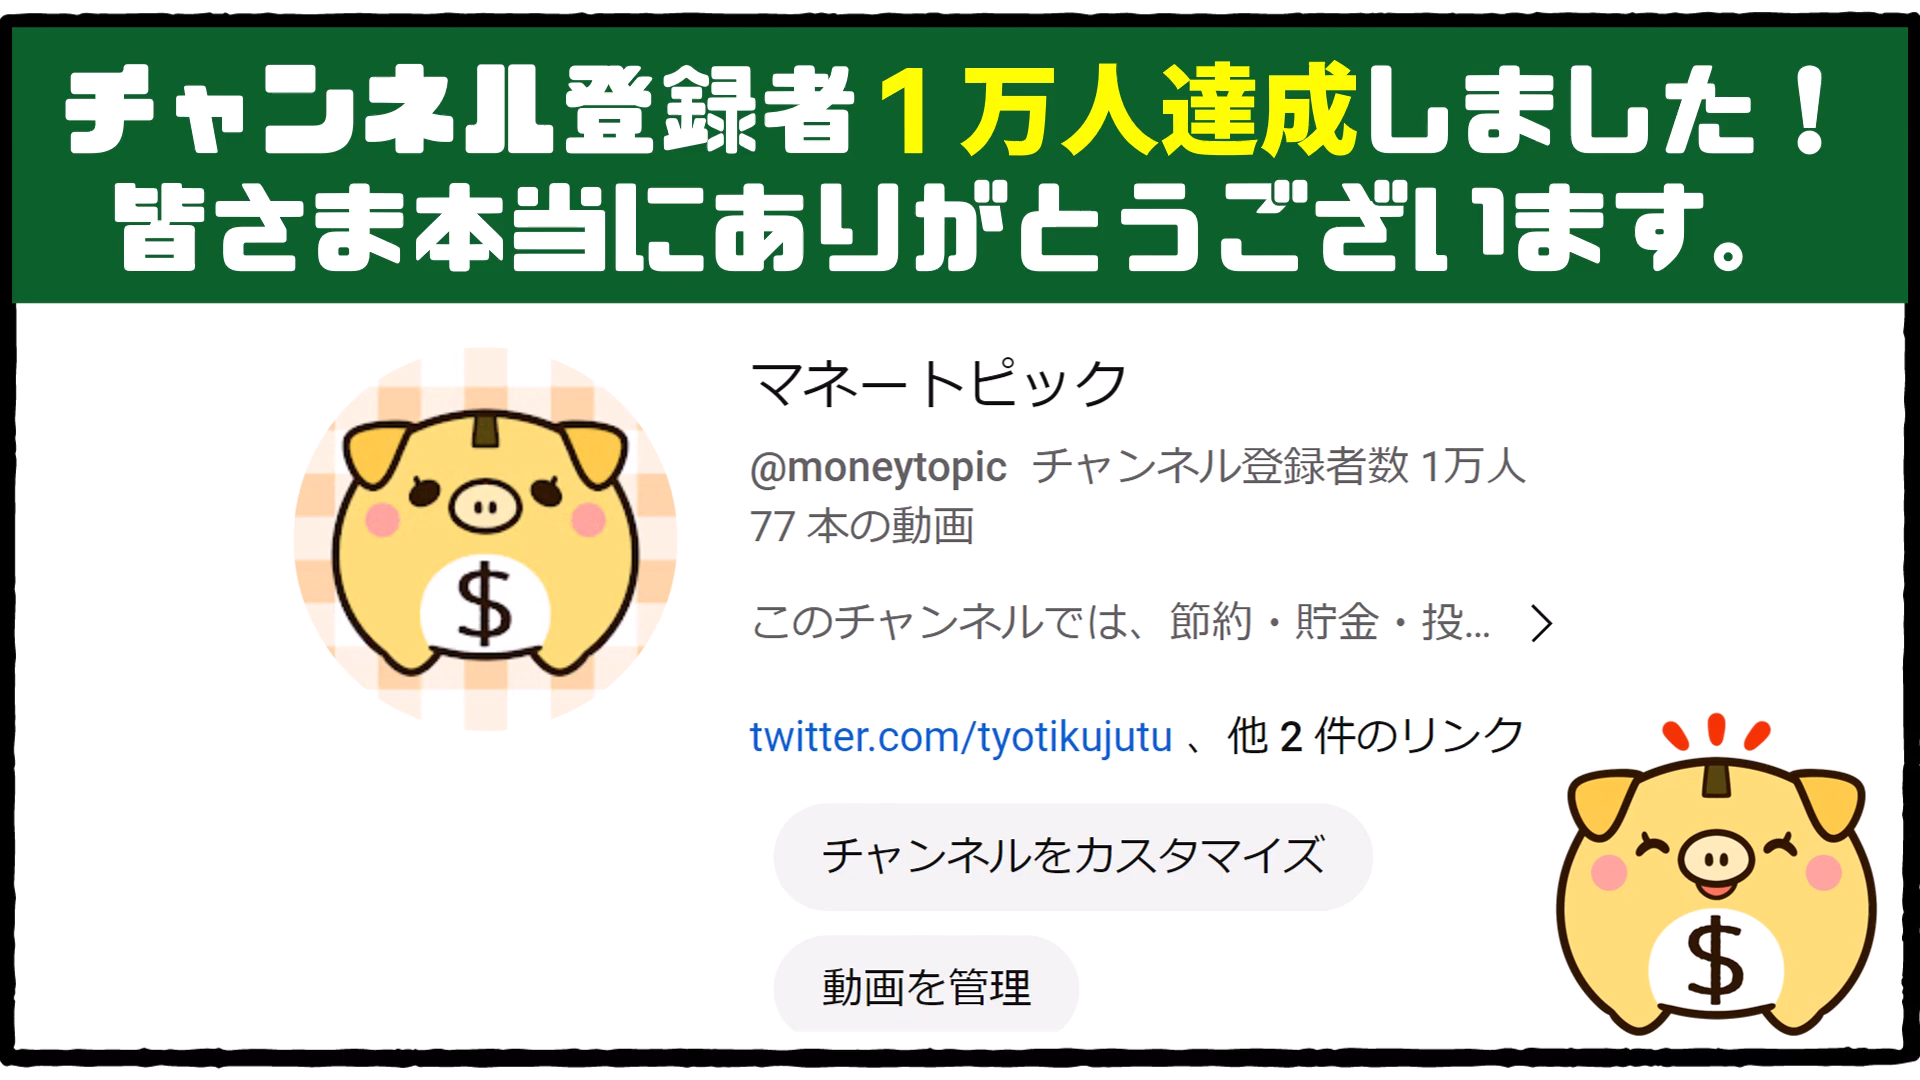 チャンネル登録者１万人達成しました！
皆さま本当にありがとうございます。
マネートピック
@moneytopic チャンネル登録者数 1万人
77 本の動画
このチャンネルでは、節約・貯金・投...
twitter.com/tyotikujutu 、他 2 件のリンク
チャンネルをカスタマイズ
動画を管理
$
$